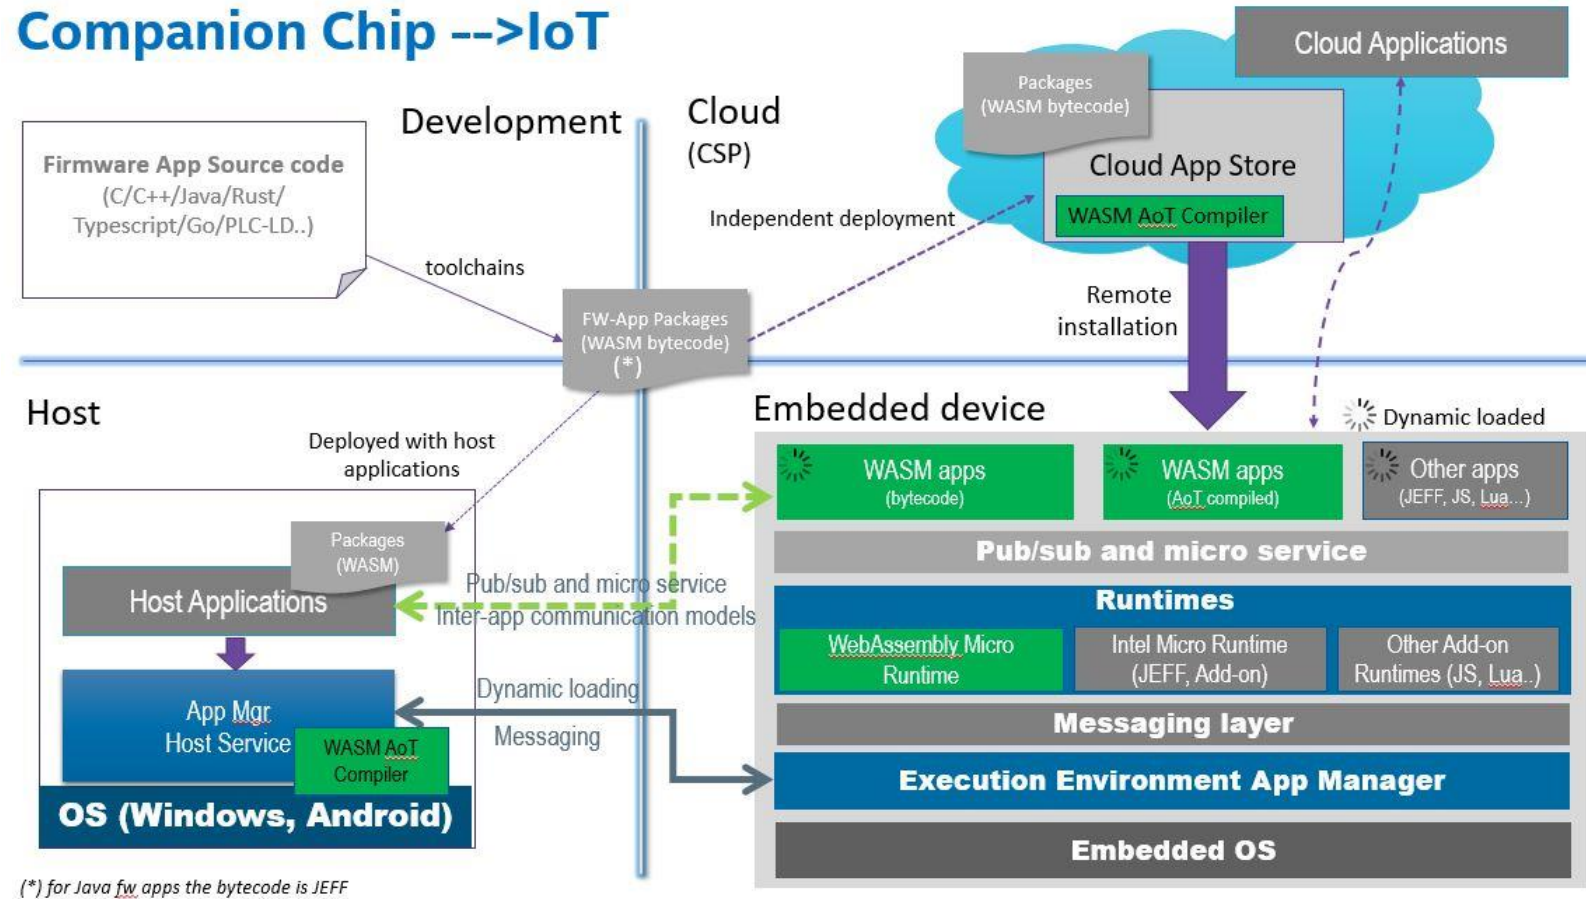 Companion Chip -->IoT
Development
Firmware App Source code
(C/C++/Java/Rust/
Typescript/Go/PLC-LD..)
toolchains
FW-App Packages
(WASM bytecode)
(*)
Cloud
(CSP)
Independent deployment
Packages
(WASM bytecode)
Cloud Applications
Cloud App Store
WASM AoT Compiler
Remote
installation
Host
Deployed with host
applications
Packages
(WASM)
Host Applications
App Mgr
Host Service
WASM AoT
Compiler
OS (Windows, Android)
Pub/sub and micro service
Inter-app communication models
Dynamic loading
Messaging
Embedded device
Dynamic loaded
WASM apps
(bytecode)
WASM apps
(AoT compiled)
Other apps
(JEFF, JS, Lua...)
Pub/sub and micro service
Runtimes
WebAssembly Micro
Runtime
Intel Micro Runtime
(JEFF, Add-on)
Other Add-on
Runtimes (JS, Lua..)
Messaging layer
Execution Environment App Manager
Embedded OS
(*) for Java fw apps the bytecode is JEFF